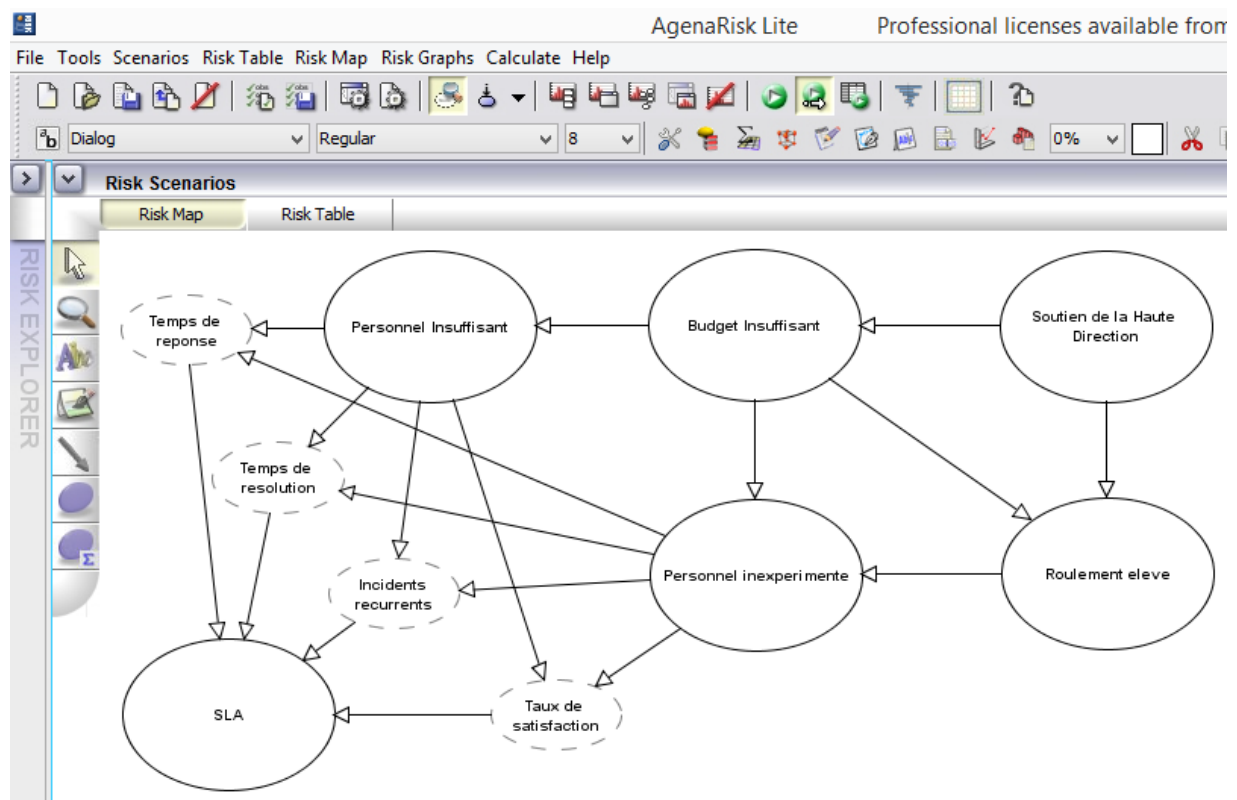 AgenaRisk Lite Professional licenses available from
File Tools Scenarios Risk Table Risk Map Risk Graphs Calculate Help
Dialog Regular 8 0%
Risk Scenarios
Risk Map Risk Table
RISK EXPLORER
Temps de
reponse
Personnel Insuffisant
Budget Insuffisant
Soutien de la Haute
Direction
Temps de
resolution
Incidents
recurrents
Personnel inexperimente
Roulement eleve
SLA
Taux de
satisfaction